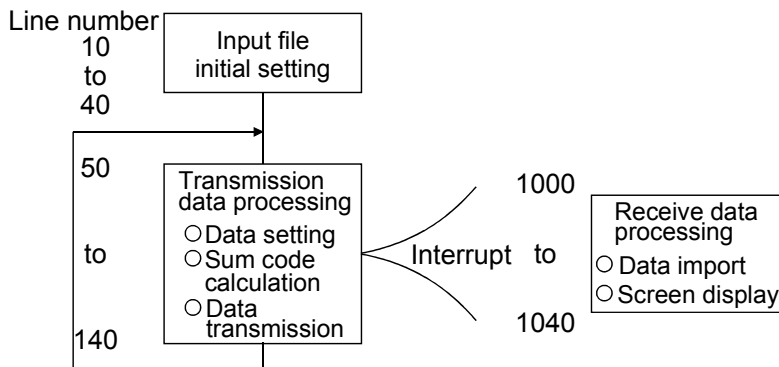 Line number
10
to
40
Input file
initial setting
50
to
140
Transmission
data processing
○ Data setting
○ Sum code
calculation
○ Data
transmission
Interrupt
1000
to
1040
Receive data
processing
○ Data import
○ Screen display